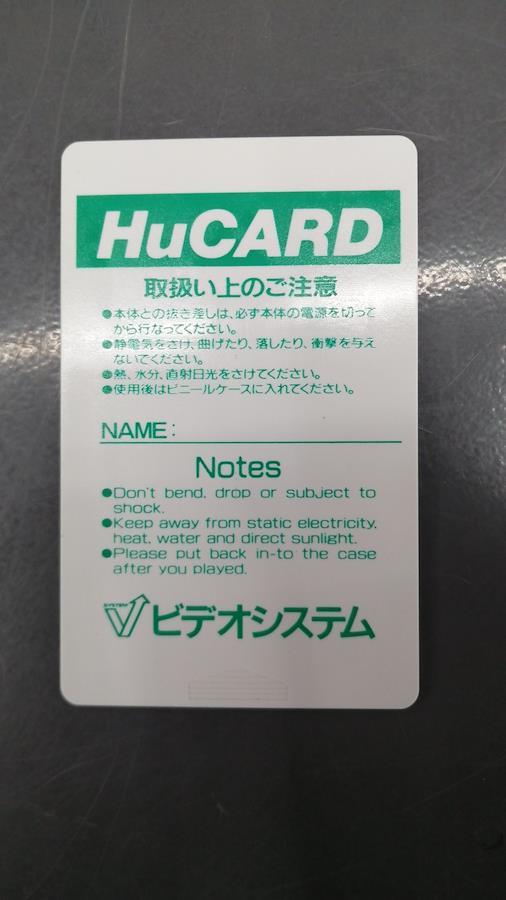 HuCARD
取扱い上のご注意
●本体との抜き差しは、必ず本体の電源を切って
から行なってください。
●静電気をさけ、曲げたり、落したり、衝撃を与え
ないでください。
●熱、水分、直射日光をさけてください。
●使用後はビニールケースに入れてください。
NAME:
Notes
●Don't bend, drop or subject to
shock.
●Keep away from static electricity,
heat, water and direct sunlight.
●Please put back in-to the case
after you played.
SYSTEM
V ビデオシステム